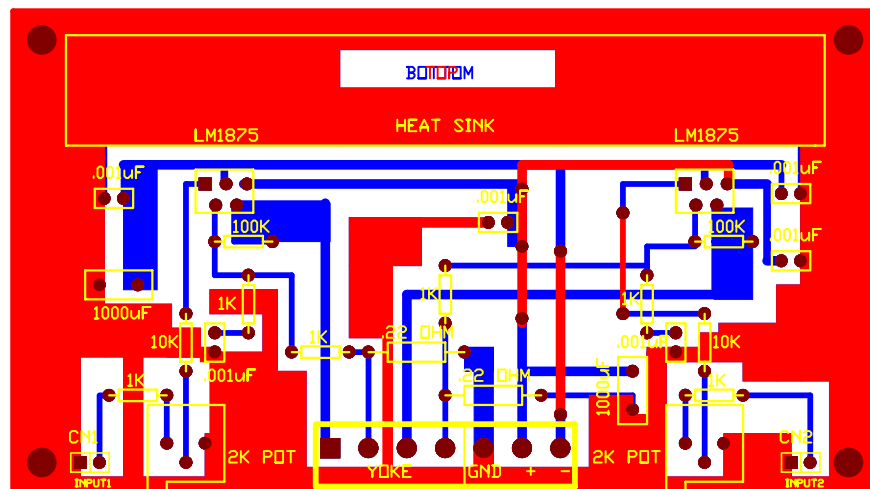 BOTTOM
TOP
HEAT SINK
LM1875
LM1875
.001uF
.001uF
.001uF
100K
100K
.001uF
1K
1K
1K
1000uF
10K
1K
.22 OHM
.001uF
10K
.001uF
1K
.22 OHM
1000uF
1K
CN1
CN2
2K POT
YOKE
GND
+
-
2K POT
INPUT1
INPUT2